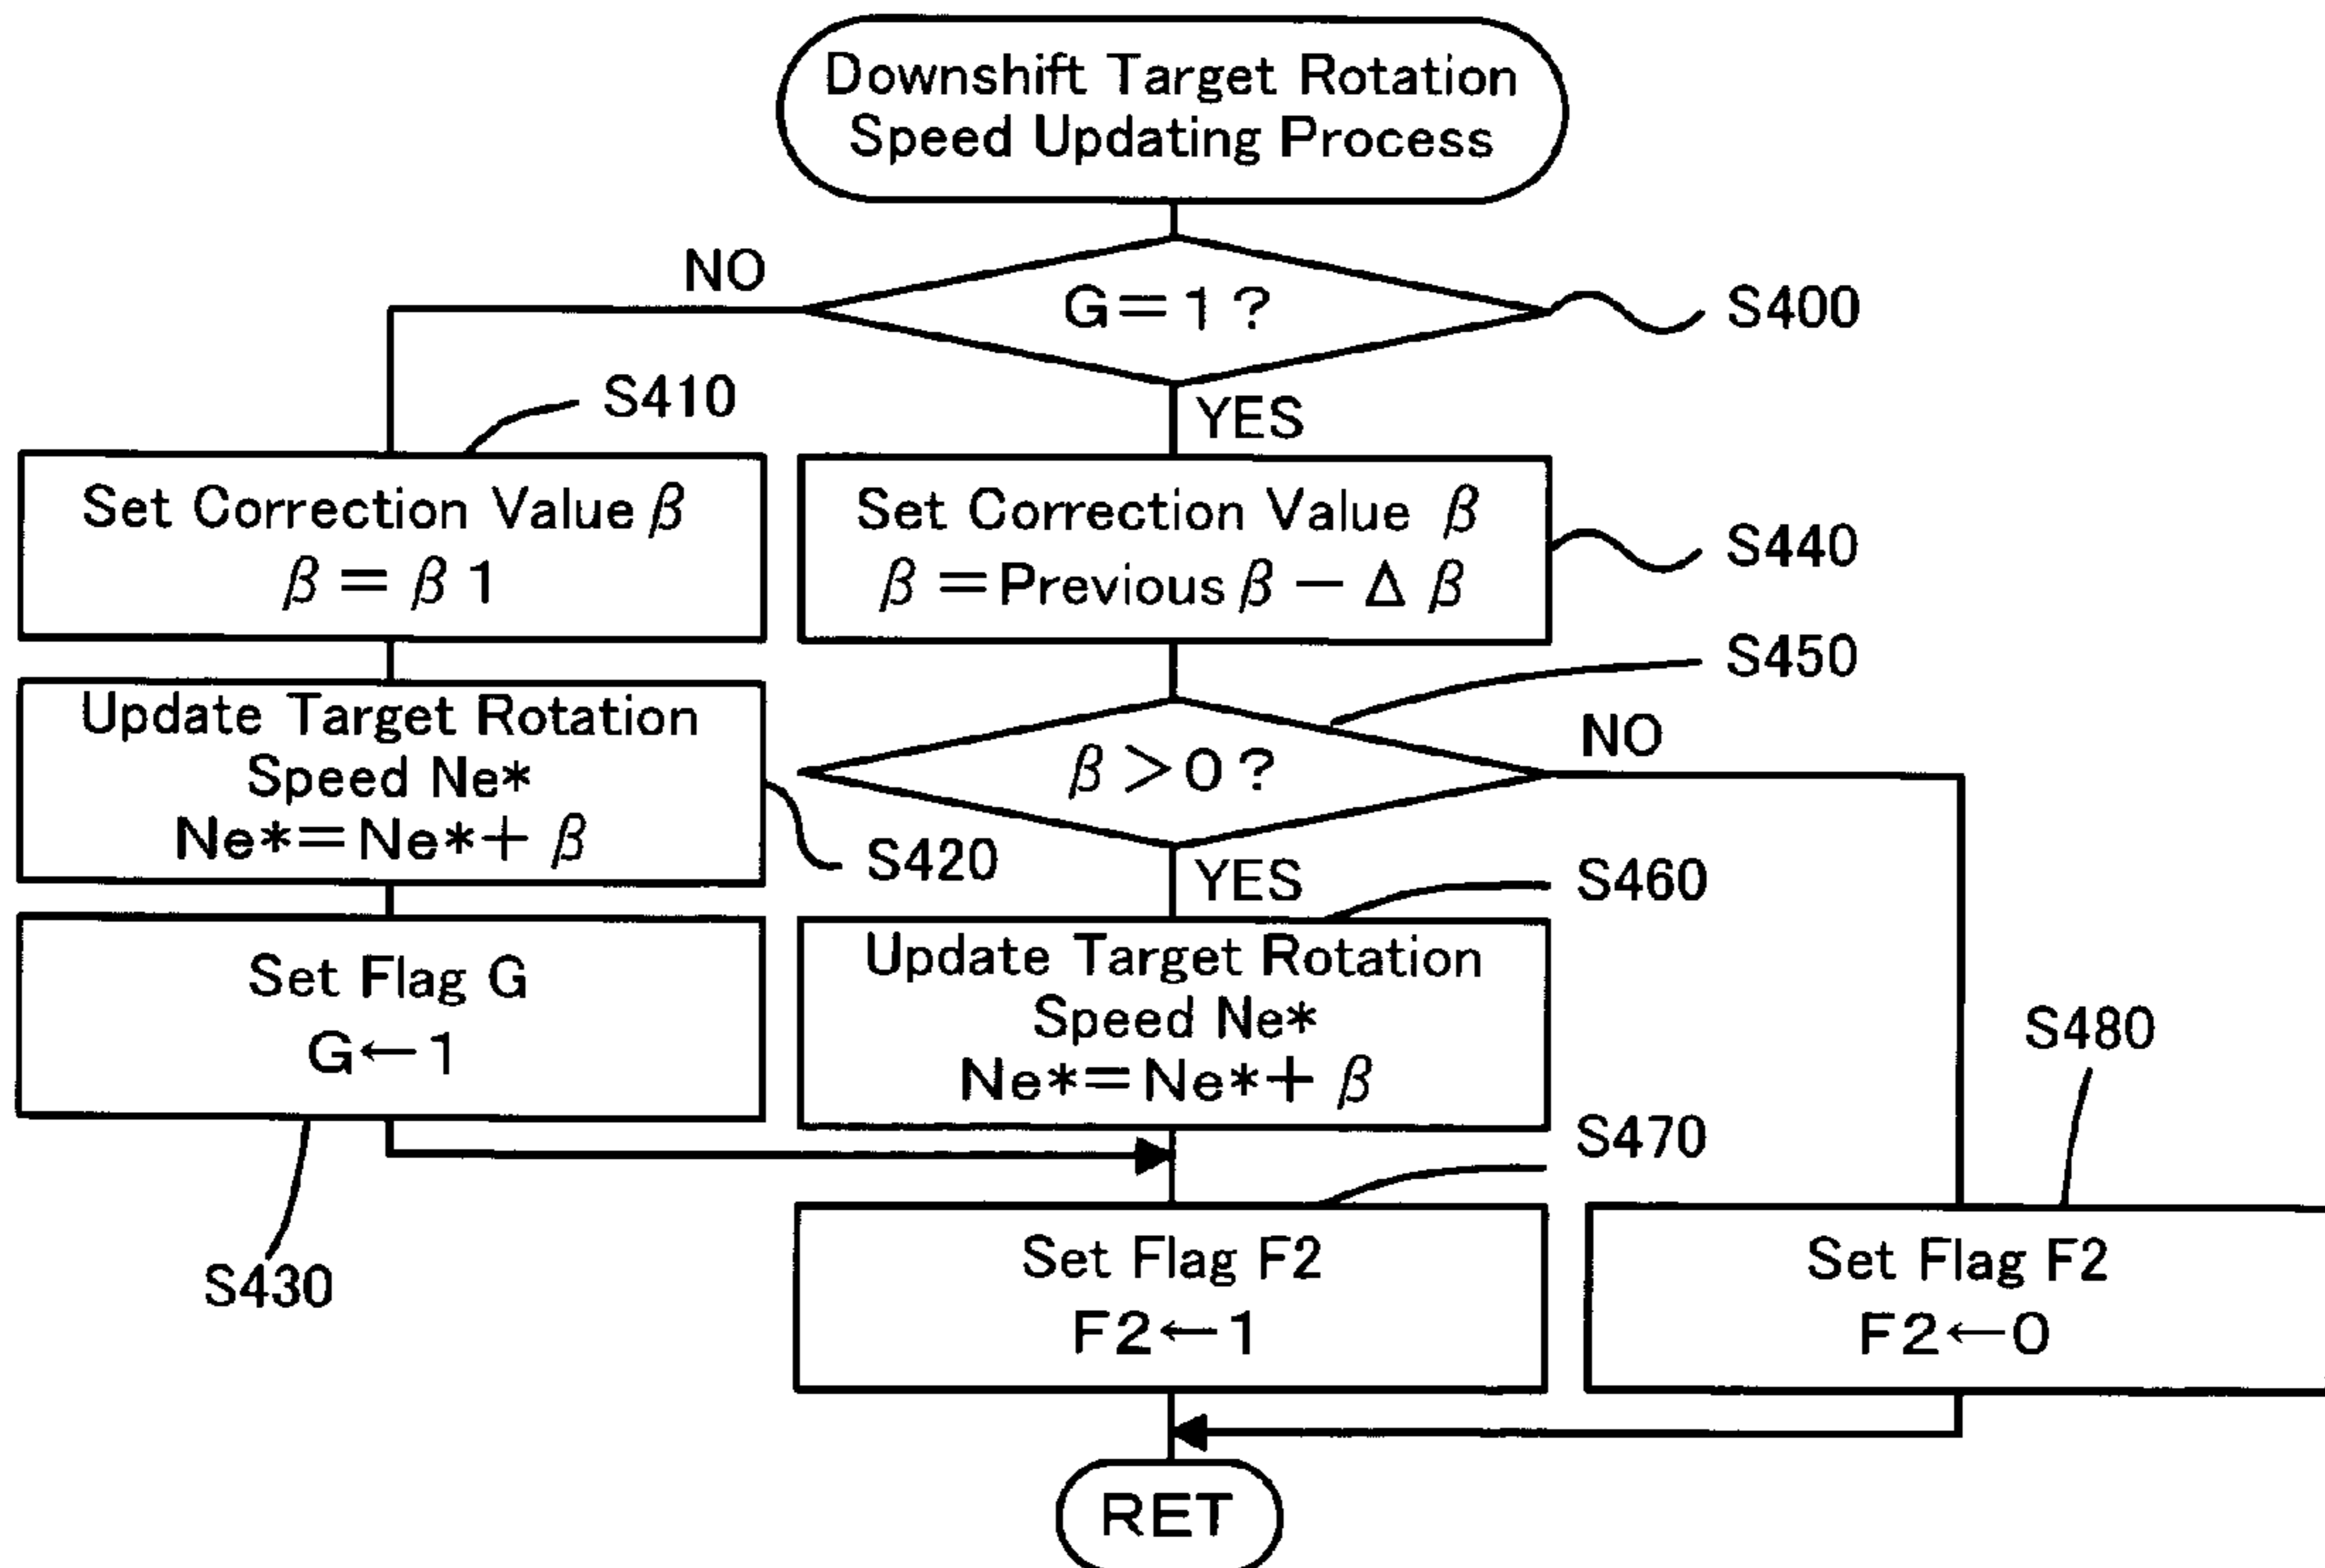 Downshift Target Rotation
Speed Updating Process
NO
G=1?
S400
S410
YES
Set Correction Value β
β = β1
Set Correction Value β
β = Previous β − Δβ
S440
S450
Update Target Rotation
Speed Ne*
Ne*=Ne*+ β
S420
β>0?
NO
YES
S460
Set Flag G
G←1
S430
Update Target Rotation
Speed Ne*
Ne*=Ne*+ β
S470
S480
Set Flag F2
F2←1
Set Flag F2
F2←0
RET